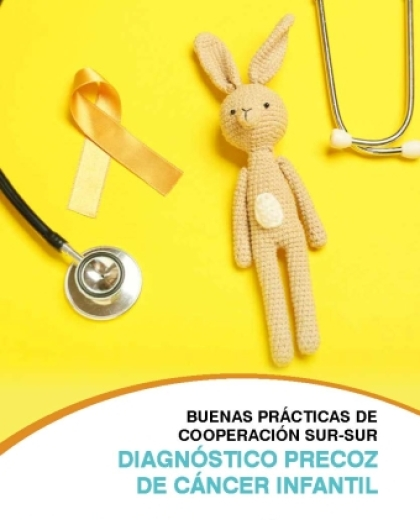 BUENAS PRÁCTICAS DE
COOPERACIÓN SUR-SUR
DIAGNÓSTICO PRECOZ
DE CÁNCER INFANTIL